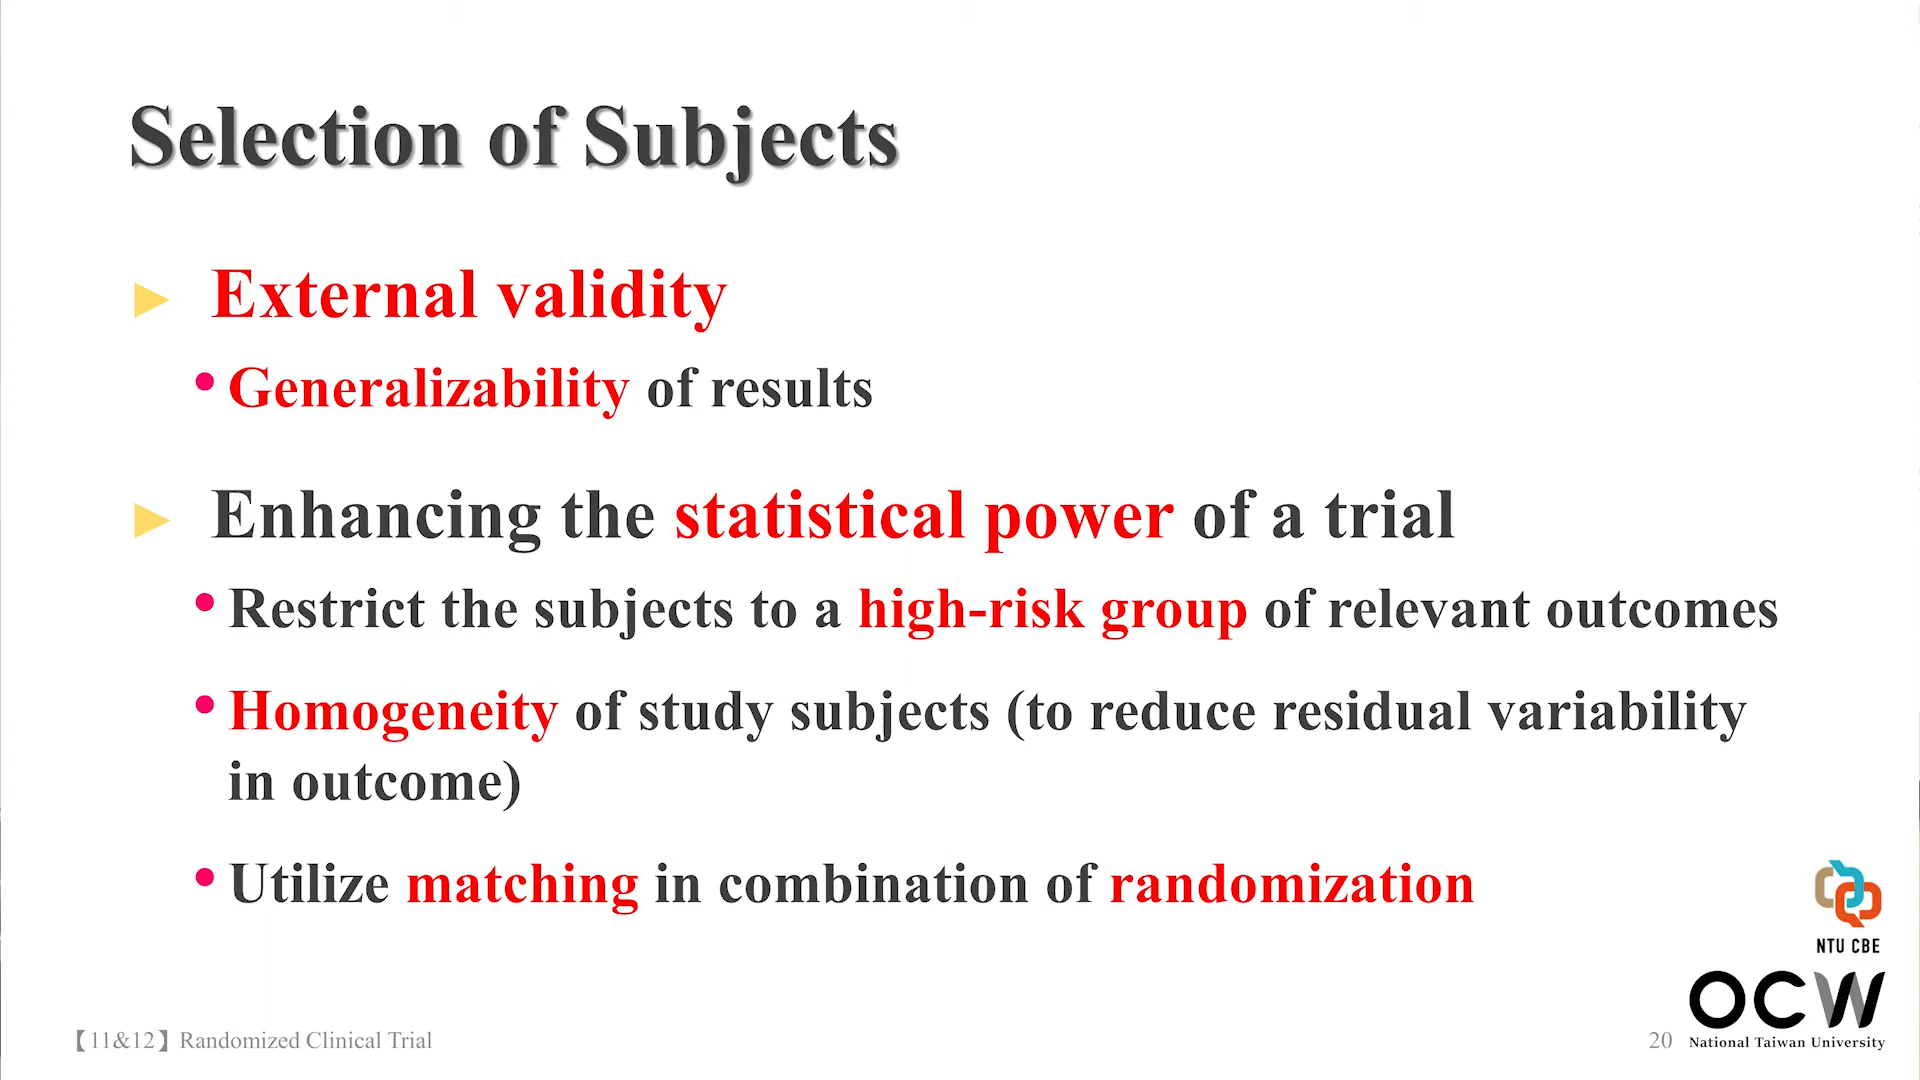 Selection of Subjects
► External validity
• Generalizability of results
► Enhancing the statistical power of a trial
• Restrict the subjects to a high-risk group of relevant outcomes
• Homogeneity of study subjects (to reduce residual variability
in outcome)
• Utilize matching in combination of randomization
NTU CBE
OCW
National Taiwan University
【11&12】Randomized Clinical Trial
20